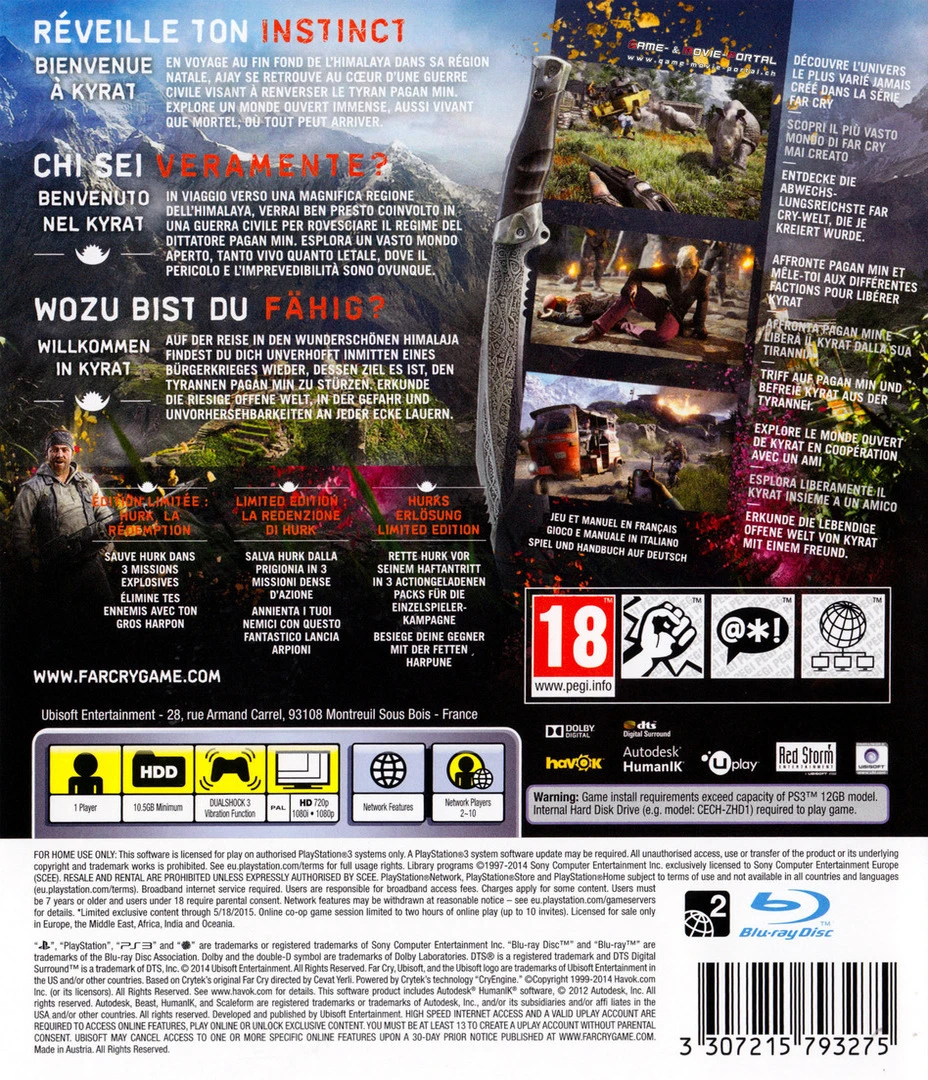 RÉVEILLE TON INSTINCT
BIENVENUE
À KYRAT
EN VOYAGE AU FIN FOND DE L'HIMALAYA DANS SA RÉGION
NATALE, AJAY SE RETROUVE AU CŒUR D'UNE GUERRE
CIVILE VISANT À RENVERSER LE TYRAN PAGAN MIN.
EXPLORE UN MONDE OUVERT IMMENSE, AUSSI VIVANT
QUE MORTEL, OÙ TOUT PEUT ARRIVER.
CHI SEI VERAMENTE?
BENVENUTO
NEL KYRAT
IN VIAGGIO VERSO UNA MAGNIFICA REGIONE
DELL'HIMALAYA, VERRAI BEN PRESTO COINVOLTO IN
UNA GUERRA CIVILE PER ROVESCIARE IL REGIME DEL
DITTATORE PAGAN MIN. ESPLORA UN VASTO MONDO
APERTO, TANTO VIVO QUANTO LETALE, DOVE IL
PERICOLO E L'IMPREVEDIBILITÀ SONO OVUNQUE.
WOZU BIST DU FÄHIG?
WILLKOMMEN
IN KYRAT
AUF DER REISE IN DEN WUNDERSCHÖNEN HIMALAJA
FINDEST DU DICH UNVERHOFFT INMITTEN EINES
BÜRGERKRIEGES WIEDER, DESSEN ZIEL ES IST, DEN
TYRANNEN PAGAN MIN ZU STÜRZEN. ERKUNDE
DIE RIESIGE OFFENE WELT, IN DER GEFAHR UND
UNVORHERSEHBARKEITEN AN JEDER ECKE LAUERN.
GAME- & MOVIE-PORTAL
www.game-movie-portal.ch
DÉCOUVRE L'UNIVERS
LE PLUS VARIÉ JAMAIS
CRÉÉ DANS LA SÉRIE
FAR CRY
SCOPRI IL PIÙ VASTO
MONDO DI FAR CRY
MAI CREATO
ENTDECKE DIE
ABWECHS-
LUNGSREICHSTE FAR
CRY-WELT, DIE JE
KREIERT WURDE.
AFFRONTE PAGAN MIN ET
MÊLE-TOI AUX DIFFÉRENTES
FACTIONS POUR LIBÉRER
KYRAT
AFFRONTA PAGAN MIN E
LIBERA IL KYRAT DALLA SUA
TIRANNIA
TRIFF AUF PAGAN MIN UND
BEFREIE KYRAT AUS DER
TYRANNEI.
EXPLORE LE MONDE OUVERT
DE KYRAT EN COOPÉRATION
AVEC UN AMI
ESPLORA LIBERAMENTE IL
KYRAT INSIEME A UN AMICO
ERKUNDE DIE LEBENDIGE
OFFENE WELT VON KYRAT
MIT EINEM FREUND.
JEU ET MANUEL EN FRANÇAIS
GIOCO E MANUALE IN ITALIANO
SPIEL UND HANDBUCH AUF DEUTSCH
ÉDITION LIMITÉE :
HURK LA
RÉDEMPTION
SAUVE HURK DANS
3 MISSIONS
EXPLOSIVES
ÉLIMINE TES
ENNEMIS AVEC TON
GROS HARPON
LIMITED EDITION :
LA REDENZIONE
DI HURK
SALVA HURK DALLA
PRIGIONIA IN 3
MISSIONI DENSE
D'AZIONE
ANNIENTA I TUOI
NEMICI CON QUESTO
FANTASTICO LANCIA
ARPIONI
HURKS
ERLÖSUNG
LIMITED EDITION
RETTE HURK VOR
SEINEM HAFTANTRITT
IN 3 ACTIONGELADENEN
PACKS FÜR DIE
EINZELSPIELER-
KAMPAGNE
BESIEGE DEINE GEGNER
MIT DER FETTEN
HARPUNE
WWW.FARCRYGAME.COM
18
www.pegi.info
@*!
Ubisoft Entertainment - 28, rue Armand Carrel, 93108 Montreuil Sous Bois - France
1 Player
HDD
10.5GB Minimum
DUALSHOCK 3
Vibration Function
PAL
HD 720p
1080i • 1080p
Network Features
Network Players
2~10
DOLBY
DIGITAL
dts
Digital Surround
havok
Autodesk®
HumanIK®
Uplay
Red Storm
ENTERTAINMENT
A UBISOFT STUDIO
UBISOFT
Warning: Game install requirements exceed capacity of PS3™ 12GB model.
Internal Hard Disk Drive (e.g. model: CECH-ZHD1) required to play game.
FOR HOME USE ONLY: This software is licensed for play on authorised PlayStation®3 systems only. A PlayStation®3 system software update may be required. All unauthorised access, use or transfer of the product or its underlying
copyright and trademark works is prohibited. See eu.playstation.com/terms for full usage rights. Library programs ©1997-2014 Sony Computer Entertainment Inc. exclusively licensed to Sony Computer Entertainment Europe
(SCEE). RESALE AND RENTAL ARE PROHIBITED UNLESS EXPRESSLY AUTHORISED BY SCEE. PlayStation®Network, PlayStation®Store and PlayStation®Home subject to terms of use and not available in all countries and languages
(eu.playstation.com/terms). Broadband internet service required. Users are responsible for broadband access fees. Charges apply for some content. Users must
be 7 years or older and users under 18 require parental consent. Network features may be withdrawn at reasonable notice – see eu.playstation.com/gameservers
for details. *Limited exclusive content through 5/18/2015. Online co-op game session limited to two hours of online play (up to 10 invites). Licensed for sale only
in Europe, the Middle East, Africa, India and Oceania.
2
Blu-ray Disc™
“ ”, “PlayStation”, “PS3” and “ ” are trademarks or registered trademarks of Sony Computer Entertainment Inc. “Blu-ray Disc™” and “Blu-ray™” are
trademarks of the Blu-ray Disc Association. Dolby and the double-D symbol are trademarks of Dolby Laboratories. DTS® is a registered trademark and DTS Digital
Surround™ is a trademark of DTS, Inc. © 2014 Ubisoft Entertainment. All Rights Reserved. Far Cry, Ubisoft, and the Ubisoft logo are trademarks of Ubisoft Entertainment in
the US and/or other countries. Based on Crytek's original Far Cry directed by Cevat Yerli. Powered by Crytek's technology “CryEngine.” ©Copyright 1999-2014 Havok.com
Inc. (or its licensors). All Rights Reserved. See www.havok.com for details. This software product includes Autodesk® HumanIK® software, © 2012 Autodesk, Inc. All
rights reserved. Autodesk, Beast, HumanIK, and Scaleform are registered trademarks or trademarks of Autodesk, Inc., and/or its subsidiaries and/or affi liates in the
USA and/or other countries. All rights reserved. Developed and published by Ubisoft Entertainment. HIGH SPEED INTERNET ACCESS AND A VALID UPLAY ACCOUNT ARE
REQUIRED TO ACCESS ONLINE FEATURES, PLAY ONLINE OR UNLOCK EXCLUSIVE CONTENT. YOU MUST BE AT LEAST 13 TO CREATE A UPLAY ACCOUNT WITHOUT PARENTAL
CONSENT. UBISOFT MAY CANCEL ACCESS TO ONE OR MORE SPECIFIC ONLINE FEATURES UPON A 30-DAY PRIOR NOTICE PUBLISHED AT WWW.FARCRYGAME.COM.
Made in Austria. All Rights Reserved.
3 307215 793275